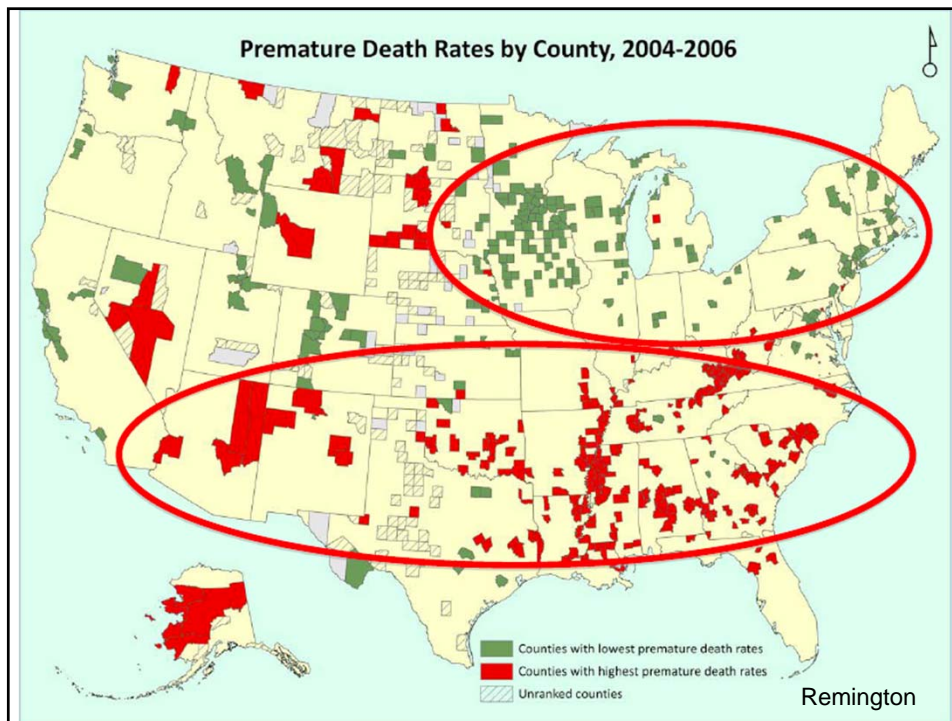 Premature Death Rates by County, 2004-2006
Counties with lowest premature death rates
Counties with highest premature death rates
Unranked counties
Remington